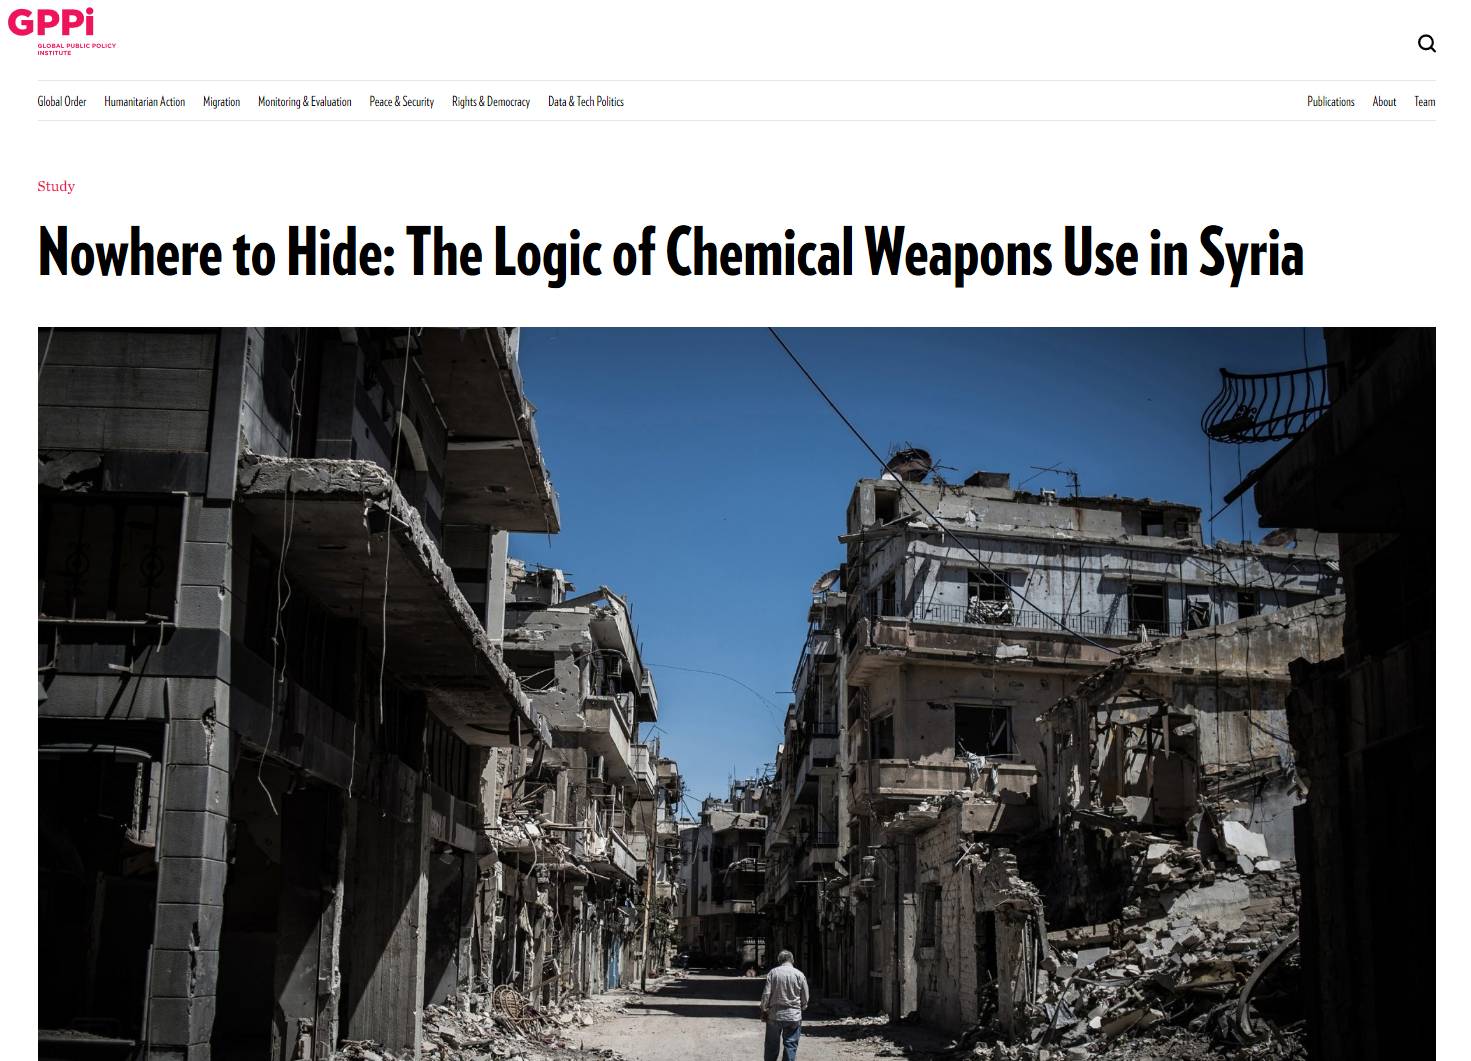 GPPi
GLOBAL PUBLIC POLICY
INSTITUTE
Global Order Humanitarian Action Migration Monitoring & Evaluation Peace & Security Rights & Democracy Data & Tech Politics Publications About Team
Study
Nowhere to Hide: The Logic of Chemical Weapons Use in Syria